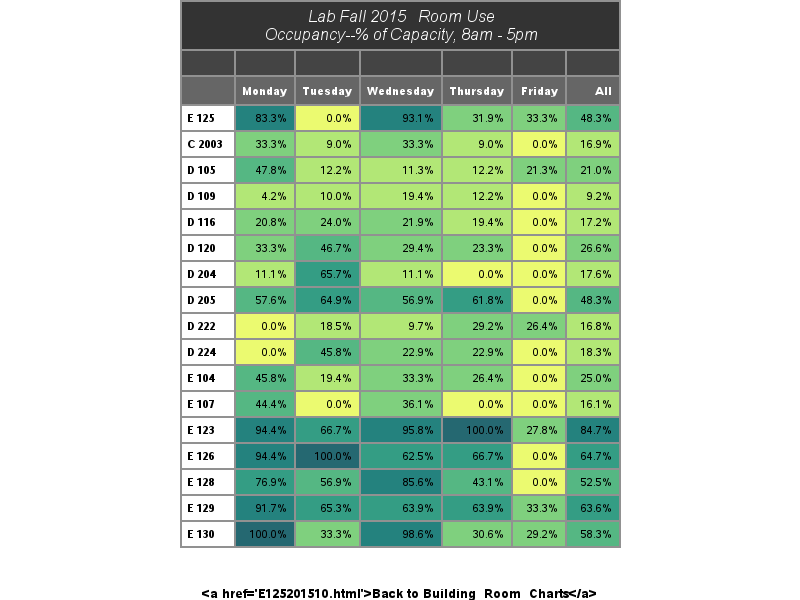 Lab Fall 2015 Room Use
Occupancy--% of Capacity, 8am - 5pm
Monday Tuesday Wednesday Thursday Friday All
E 125 83.3% 0.0% 93.1% 31.9% 33.3% 48.3%
C 2003 33.3% 9.0% 33.3% 9.0% 0.0% 16.9%
D 105 47.8% 12.2% 11.3% 12.2% 21.3% 21.0%
D 109 4.2% 10.0% 19.4% 12.2% 0.0% 9.2%
D 116 20.8% 24.0% 21.9% 19.4% 0.0% 17.2%
D 120 33.3% 46.7% 29.4% 23.3% 0.0% 26.6%
D 204 11.1% 65.7% 11.1% 0.0% 0.0% 17.6%
D 205 57.6% 64.9% 56.9% 61.8% 0.0% 48.3%
D 222 0.0% 18.5% 9.7% 29.2% 26.4% 16.8%
D 224 0.0% 45.8% 22.9% 22.9% 0.0% 18.3%
E 104 45.8% 19.4% 33.3% 26.4% 0.0% 25.0%
E 107 44.4% 0.0% 36.1% 0.0% 0.0% 16.1%
E 123 94.4% 66.7% 95.8% 100.0% 27.8% 84.7%
E 126 94.4% 100.0% 62.5% 66.7% 0.0% 64.7%
E 128 76.9% 56.9% 85.6% 43.1% 0.0% 52.5%
E 129 91.7% 65.3% 63.9% 63.9% 33.3% 63.6%
E 130 100.0% 33.3% 98.6% 30.6% 29.2% 58.3%
<a href='E125201510.html'>Back to Building_Room_Charts</a>